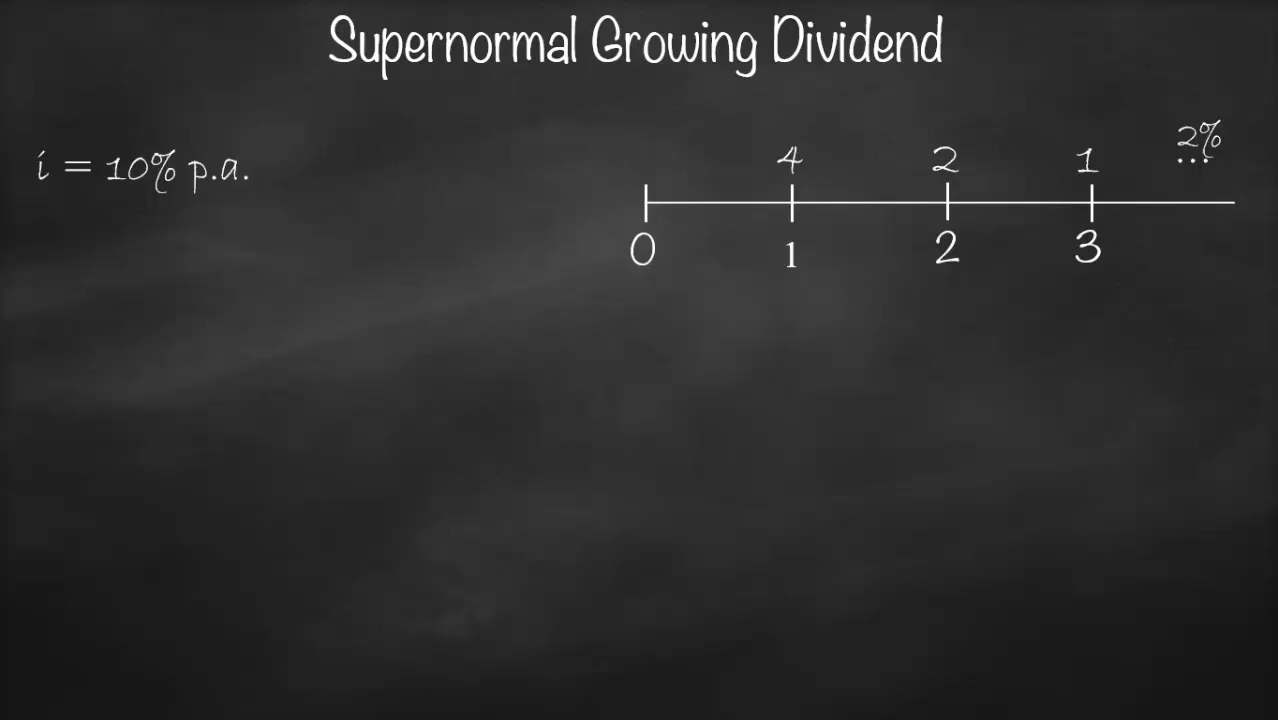 Supernormal Growing Dividend
i = 10% p.a.
4 2 1 2%
...
0 1 2 3